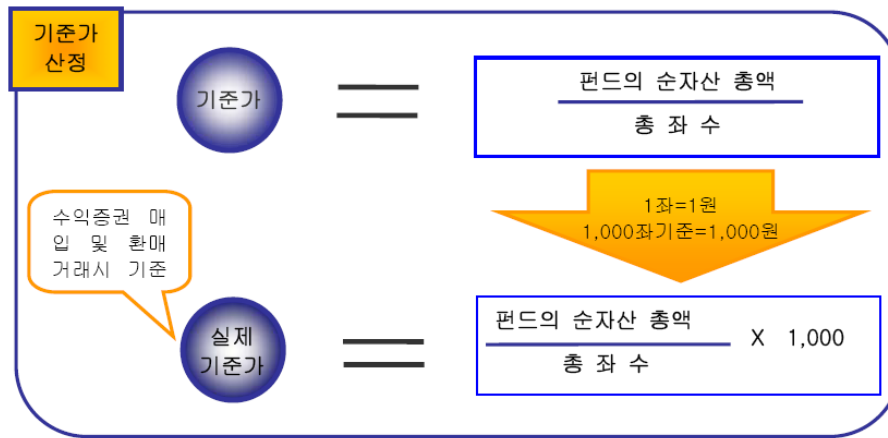 기준가
산정
기준가
펀드의 순자산 총액
총 좌 수
1좌=1원
1,000좌기준=1,000원
수익증권 매
입 및 환매
거래시 기준
실제
기준가
펀드의 순자산 총액
총 좌 수
X 1,000